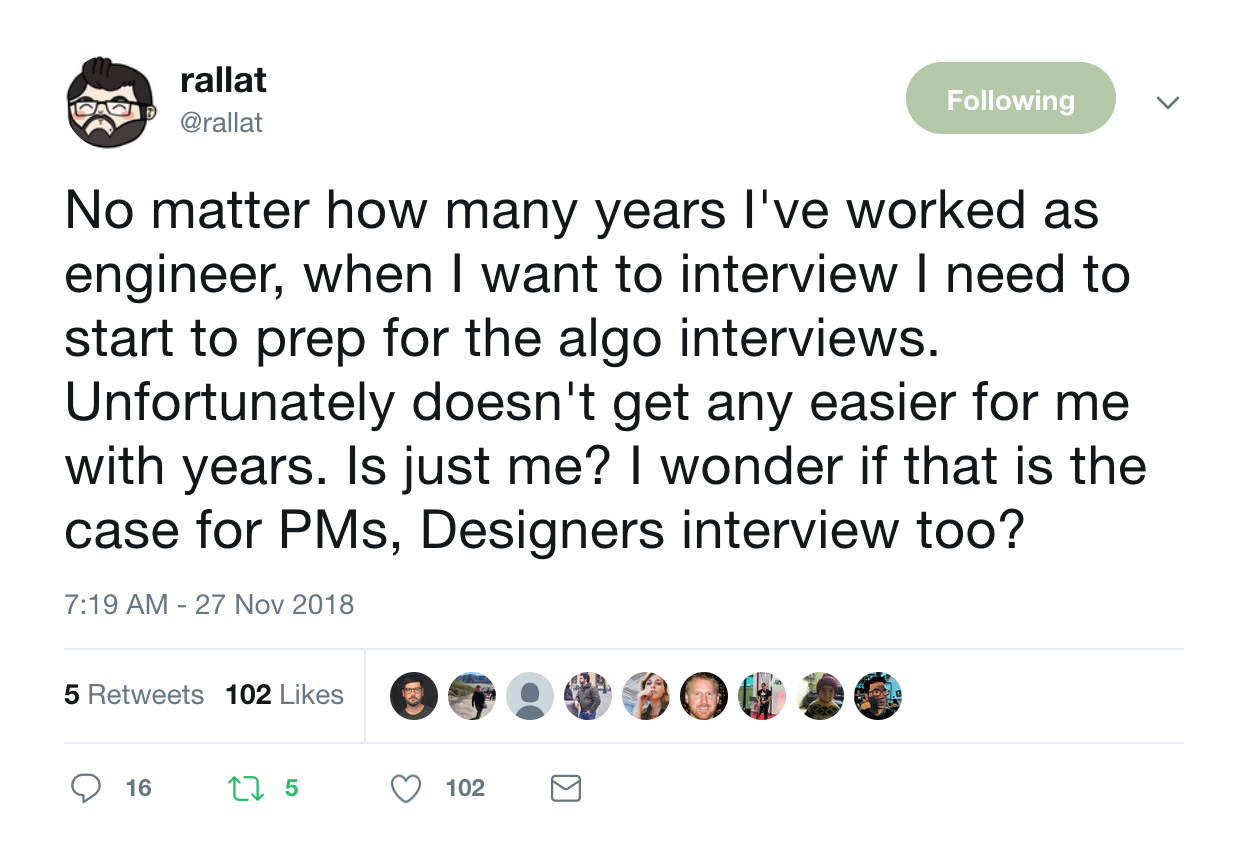 rallat
@rallat
Following
No matter how many years I've worked as
engineer, when I want to interview I need to
start to prep for the algo interviews.
Unfortunately doesn't get any easier for me
with years. Is just me? I wonder if that is the
case for PMs, Designers interview too?
7:19 AM - 27 Nov 2018
5 Retweets 102 Likes
16 5 102